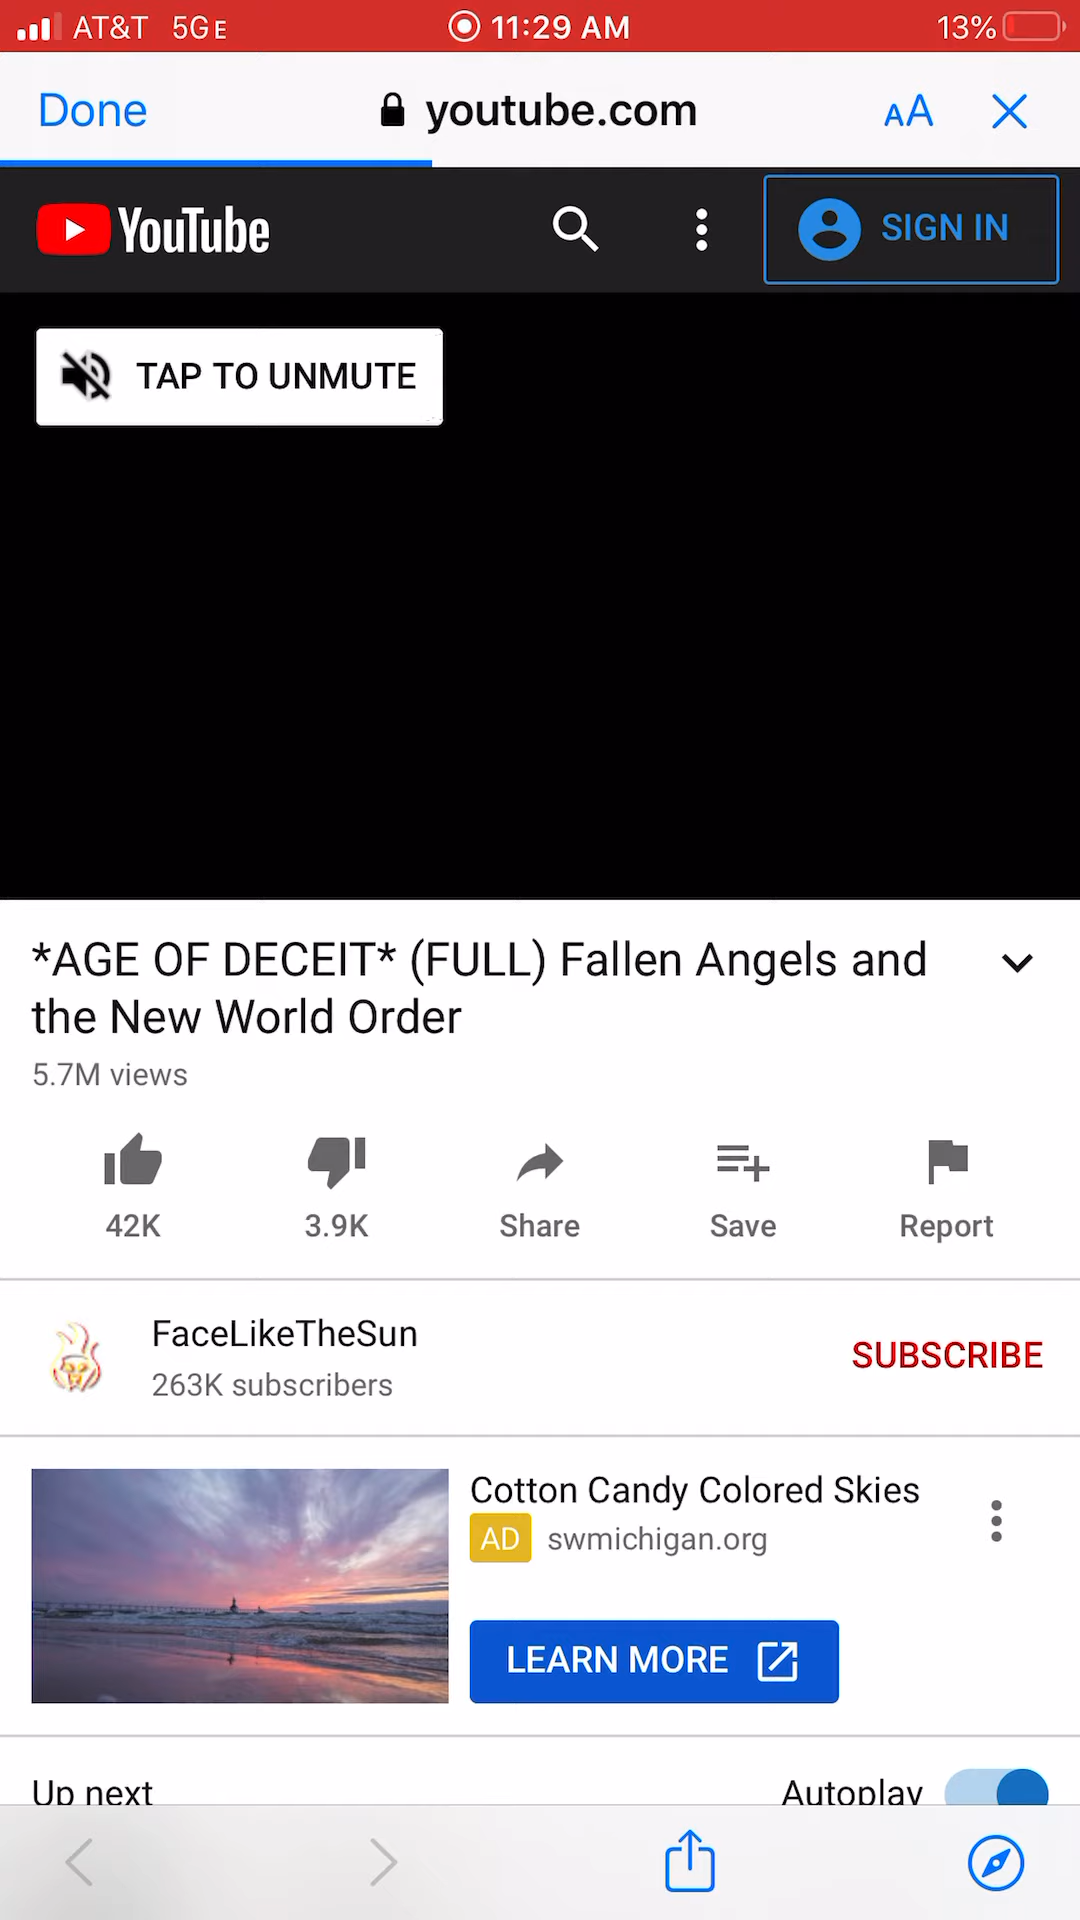 AT&T 5GE 11:29 AM 13%
Done youtube.com AA
YouTube SIGN IN
TAP TO UNMUTE
*AGE OF DECEIT* (FULL) Fallen Angels and
the New World Order
5.7M views
42K 3.9K Share Save Report
FaceLikeTheSun
263K subscribers
SUBSCRIBE
Cotton Candy Colored Skies
AD swmichigan.org
LEARN MORE
Up next Autoplay